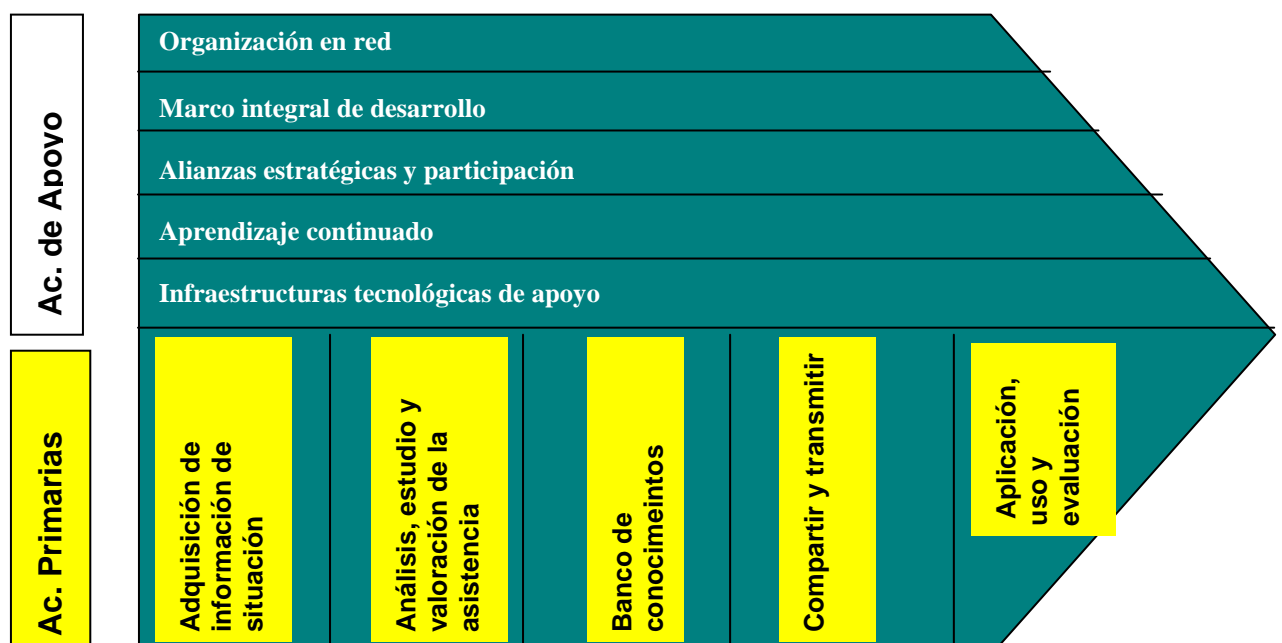 Ac. de Apoyo
Organización en red
Marco integral de desarrollo
Alianzas estratégicas y participación
Aprendizaje continuado
Infraestructuras tecnológicas de apoyo
Ac. Primarias
Adquisición de
información de
situación
Análisis, estudio y
valoración de la
asistencia
Banco de
conocimeintos
Compartir y transmitir
Aplicación,
uso y
evaluación